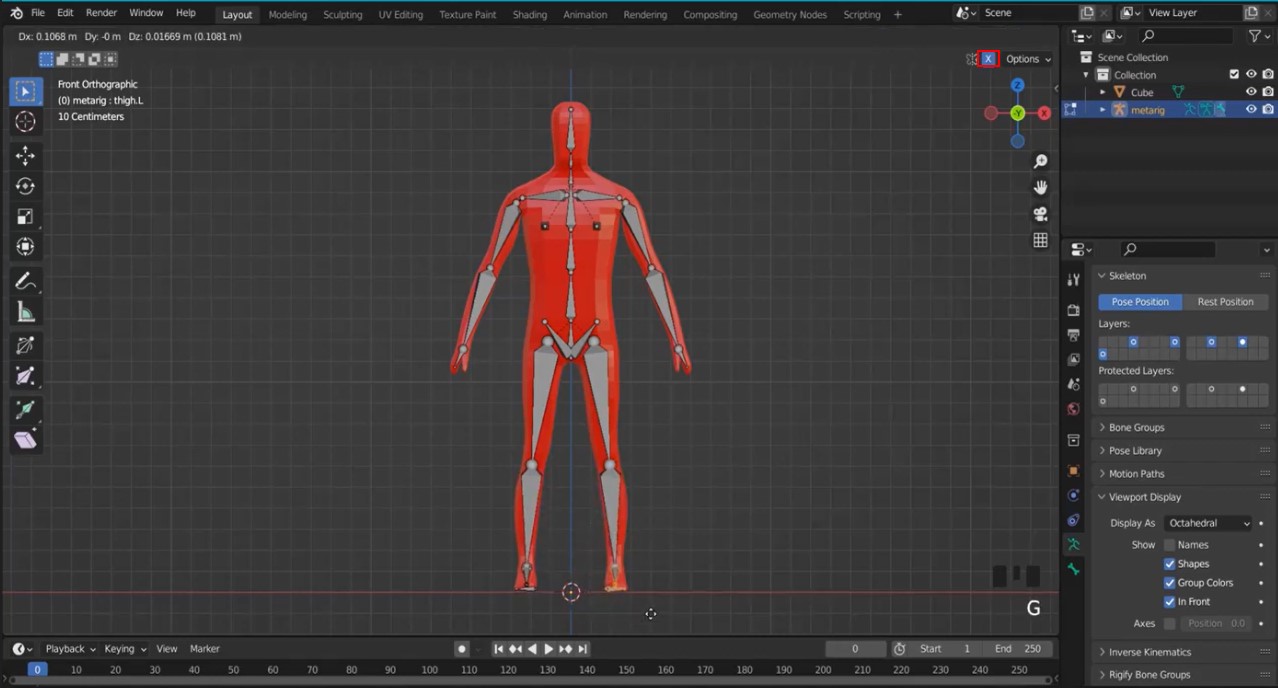 File Edit Render Window Help Layout Modeling Sculpting UV Editing Texture Paint Shading Animation Rendering Compositing Geometry Nodes Scripting + Scene View Layer
Dx: 0.1068 m Dy: -0 m Dz: 0.01669 m (0.1081 m)
X Options
Front Orthographic
(0) metarig : thigh.L
10 Centimeters
Z
-Y X
G
Scene Collection
Collection
Cube
metarig
Skeleton
Pose Position Rest Position
Layers:
Protected Layers:
Bone Groups
Pose Library
Motion Paths
Viewport Display
Display As Octahedral
Show Names
Shapes
Group Colors
In Front
Axes Position 0.0
Inverse Kinematics
Rigify Bone Groups
Playback Keying View Marker 0 Start 1 End 250
0 10 20 30 40 50 60 70 80 90 100 110 120 130 140 150 160 170 180 190 200 210 220 230 240 250